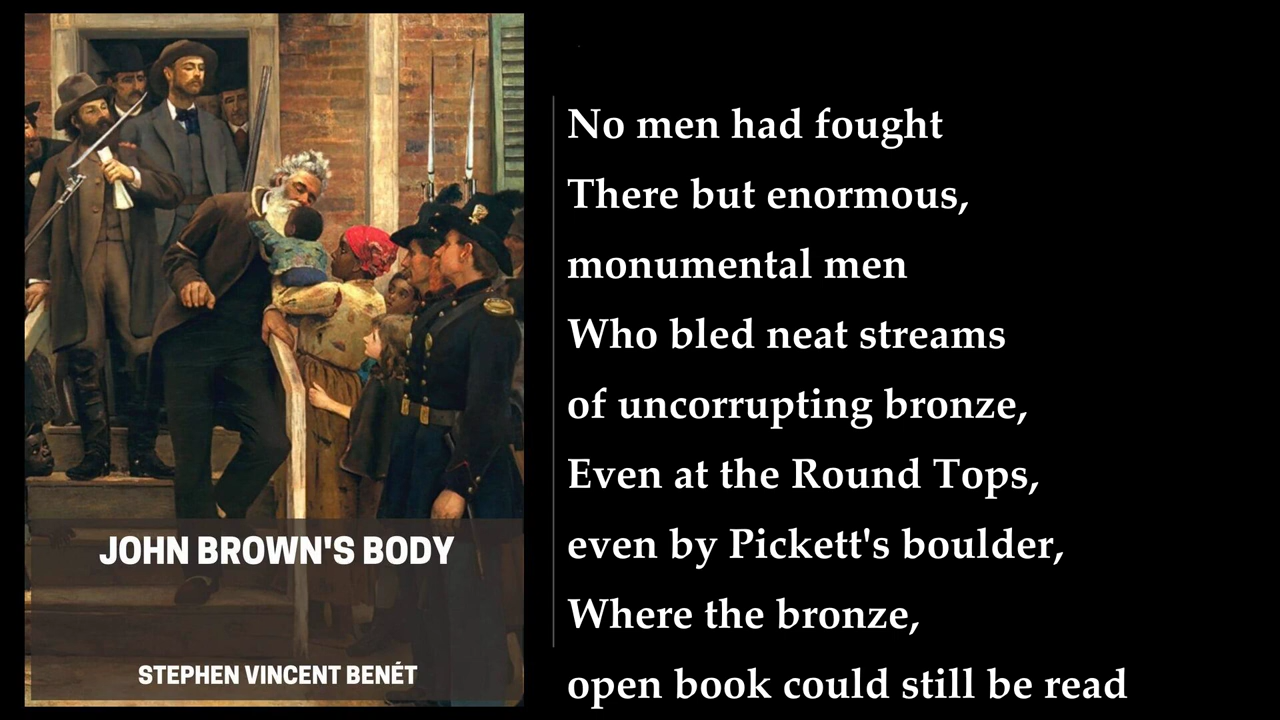 JOHN BROWN'S BODY
STEPHEN VINCENT BENÉT
No men had fought
There but enormous,
monumental men
Who bled neat streams
of uncorrupting bronze,
Even at the Round Tops,
even by Pickett's boulder,
Where the bronze,
open book could still be read